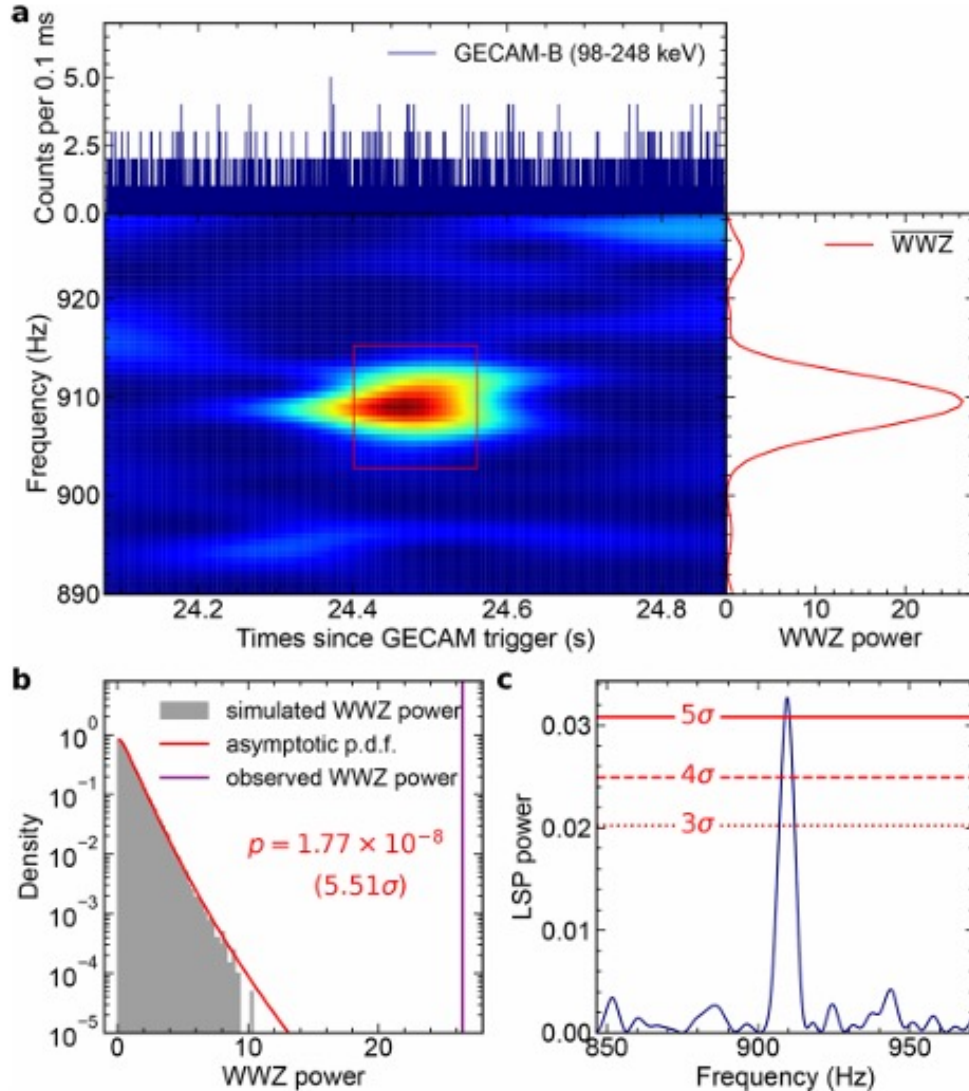 a
Counts per 0.1 ms
5.0
2.5
0.0
GECAM-B (98-248 keV)
Frequency (Hz)
920
910
900
890
24.2 24.4 24.6 24.8
Times since GECAM trigger (s)
WWZ
0 10 20
WWZ power
b
Density
10⁰
10⁻¹
10⁻²
10⁻³
10⁻⁴
10⁻⁵
simulated WWZ power
asymptotic p.d.f.
observed WWZ power
p = 1.77 × 10⁻⁸
(5.51σ)
0 20
WWZ power
c
LSP power
0.03
0.02
0.01
0.00
5σ
4σ
3σ
850 900 950
Frequency (Hz)